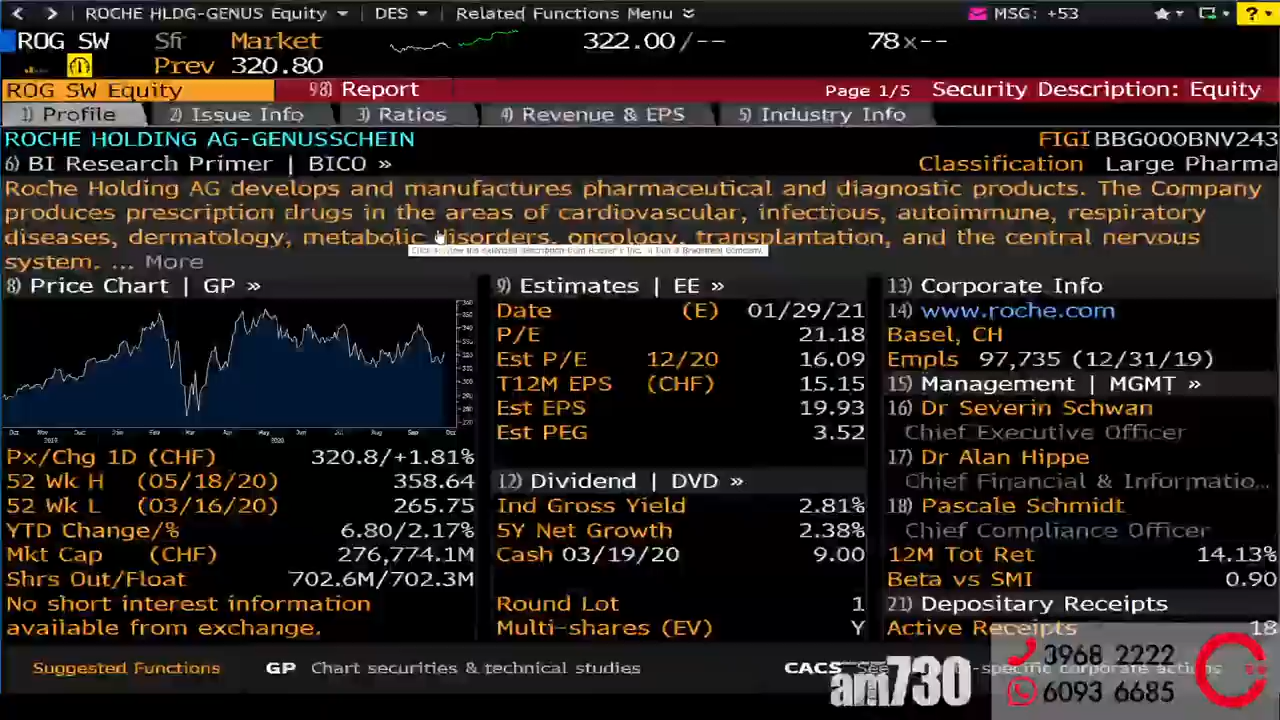 < > ROCHE HLDG-GENUS Equity DES Related Functions Menu MSG: +53 ?
ROG SW Sfr Market 322.00/-- 78x--
Prev 320.80
ROG SW Equity 98) Report Page 1/5 Security Description: Equity
1) Profile 2) Issue Info 3) Ratios 4) Revenue & EPS 5) Industry Info
ROCHE HOLDING AG-GENUSSCHEIN FIGI BBG000BNV243
6) BI Research Primer | BICO » Classification Large Pharma
Roche Holding AG develops and manufactures pharmaceutical and diagnostic products. The Company
produces prescription drugs in the areas of cardiovascular, infectious, autoimmune, respiratory
diseases, dermatology, metabolic disorders, oncology, transplantation, and the central nervous
system. ... More
8) Price Chart | GP » 9) Estimates | EE » 13) Corporate Info
Date (E) 01/29/21 14) www.roche.com
P/E 21.18 Basel, CH
Est P/E 12/20 16.09 Empls 97,735 (12/31/19)
T12M EPS (CHF) 15.15 15) Management | MGMT »
Est EPS 19.93 16) Dr Severin Schwan
Est PEG 3.52 Chief Executive Officer
Px/Chg 1D (CHF) 320.8/+1.81% 17) Dr Alan Hippe
52 Wk H (05/18/20) 358.64 12) Dividend | DVD » Chief Financial & Informatio...
52 Wk L (03/16/20) 265.75 Ind Gross Yield 2.81% 18) Pascale Schmidt
YTD Change/% 6.80/2.17% 5Y Net Growth 2.38% Chief Compliance Officer
Mkt Cap (CHF) 276,774.1M Cash 03/19/20 9.00 12M Tot Ret 14.13%
Shrs Out/Float 702.6M/702.3M Beta vs SMI 0.90
No short interest information Round Lot 1 21) Depositary Receipts
available from exchange. Multi-shares (EV) Y Active Receipts 18
Suggested Functions GP Chart securities & technical studies CACS See -specific corporate actions
am730
3968 2222
6093 6685